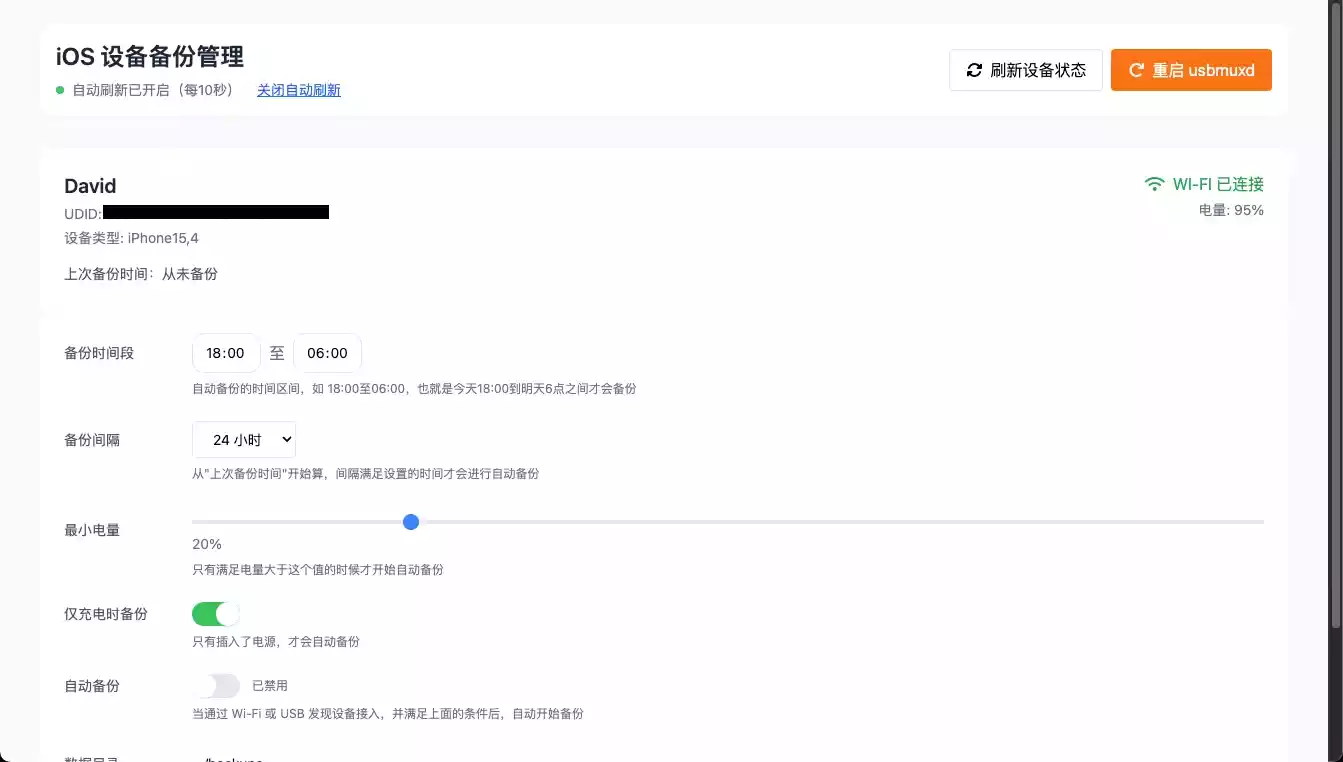 iOS 设备备份管理
自动刷新已开启（每10秒） 关闭自动刷新
刷新设备状态
重启 usbmuxd
David
WI-FI 已连接
UDID:
电量: 95%
设备类型: iPhone15,4
上次备份时间：从未备份
备份时间段 18:00 至 06:00
自动备份的时间区间，如 18:00至06:00，也就是今天18:00到明天6点之间才会备份
备份间隔 24 小时
从"上次备份时间"开始算，间隔满足设置的时间才会进行自动备份
最小电量
20%
只有满足电量大于这个值的时候才开始自动备份
仅充电时备份
只有插入了电源，才会自动备份
自动备份 已禁用
当通过 Wi-Fi 或 USB 发现设备接入，并满足上面的条件后，自动开始备份